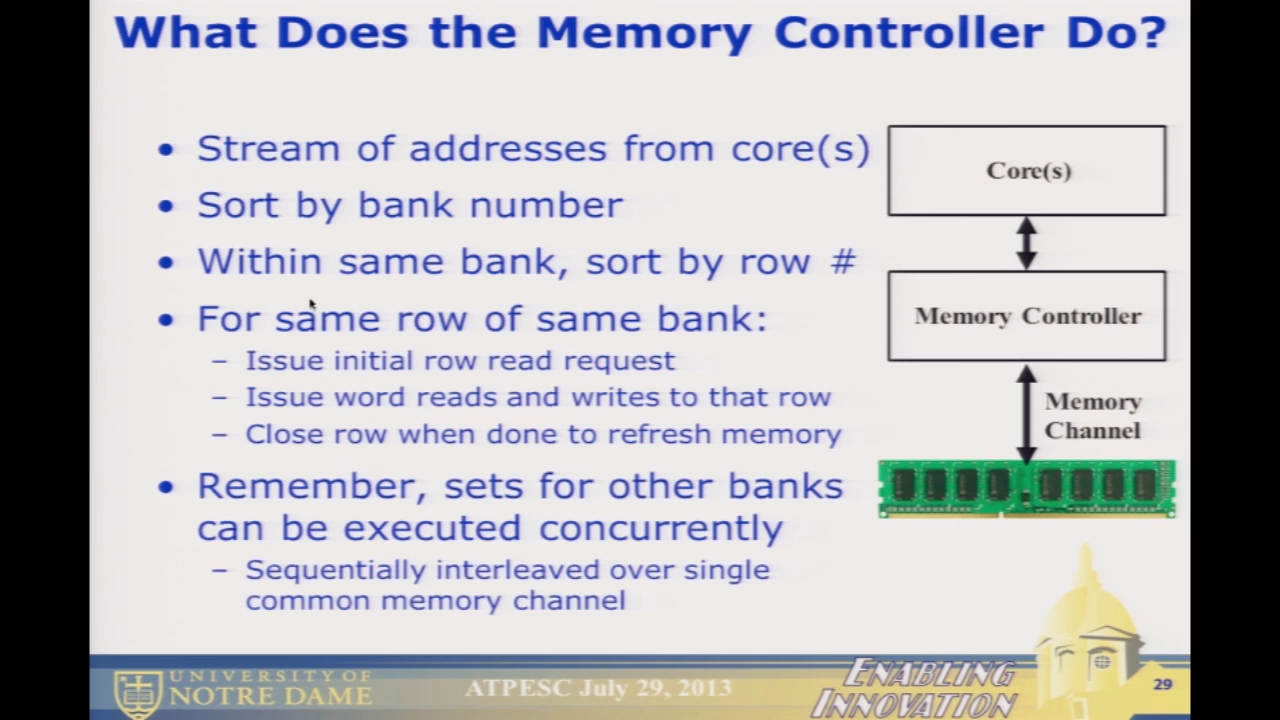 What Does the Memory Controller Do?
• Stream of addresses from core(s)
• Sort by bank number
• Within same bank, sort by row #
• For same row of same bank:
– Issue initial row read request
– Issue word reads and writes to that row
– Close row when done to refresh memory
• Remember, sets for other banks
can be executed concurrently
– Sequentially interleaved over single
common memory channel
Core(s)
Memory Controller
Memory
Channel
UNIVERSITY OF
NOTRE DAME
ATPESC July 29, 2013
ENABLING
INNOVATION
29